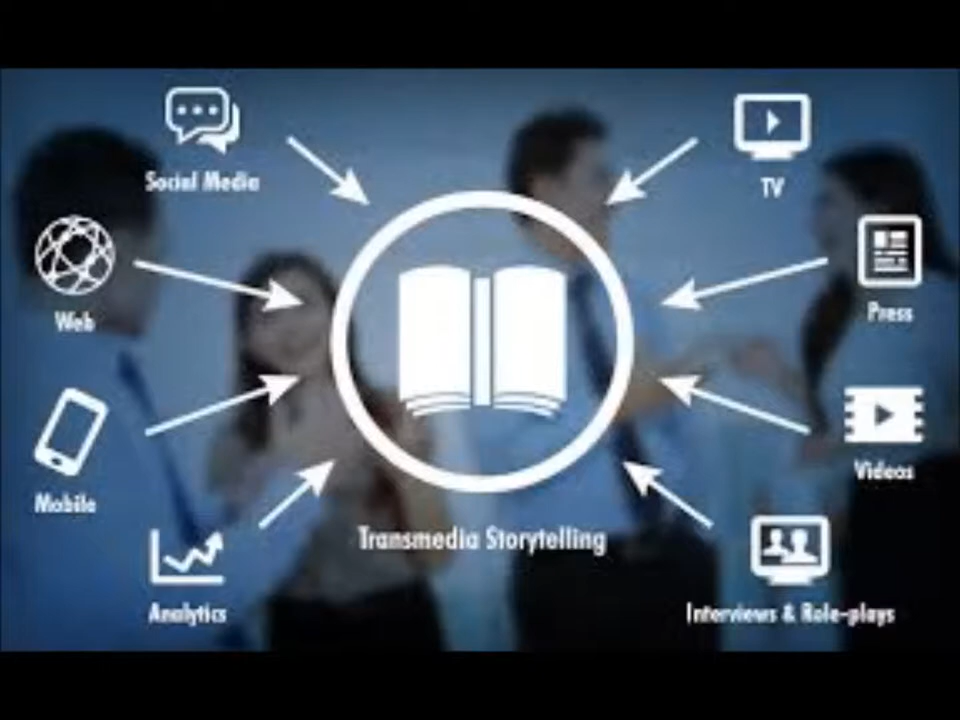 Social Media
TV
Web
Press
Mobile
Videos
Transmedia Storytelling
Analytics
Interviews & Role-plays